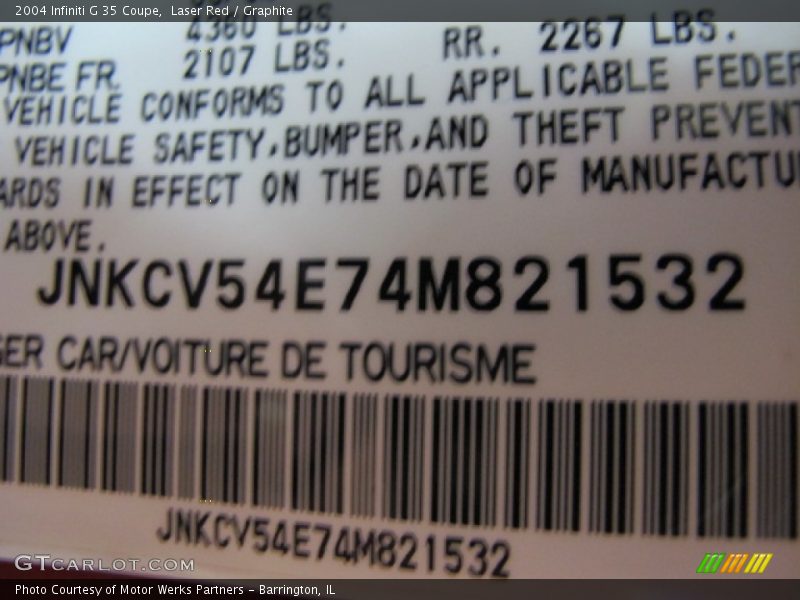 2004 Infiniti G 35 Coupe,  Laser Red / Graphite
PNBV 4360 LBS.
PNBE FR. 2107 LBS. RR. 2267 LBS.
VEHICLE CONFORMS TO ALL APPLICABLE FEDER
VEHICLE SAFETY, BUMPER, AND THEFT PREVENT
ARDS IN EFFECT ON THE DATE OF MANUFACTU
ABOVE.
JNKCV54E74M821532
GER CAR/VOITURE DE TOURISME
JNKCV54E74M821532
GTCARLOT.COM
Photo Courtesy of Motor Werks Partners - Barrington, IL